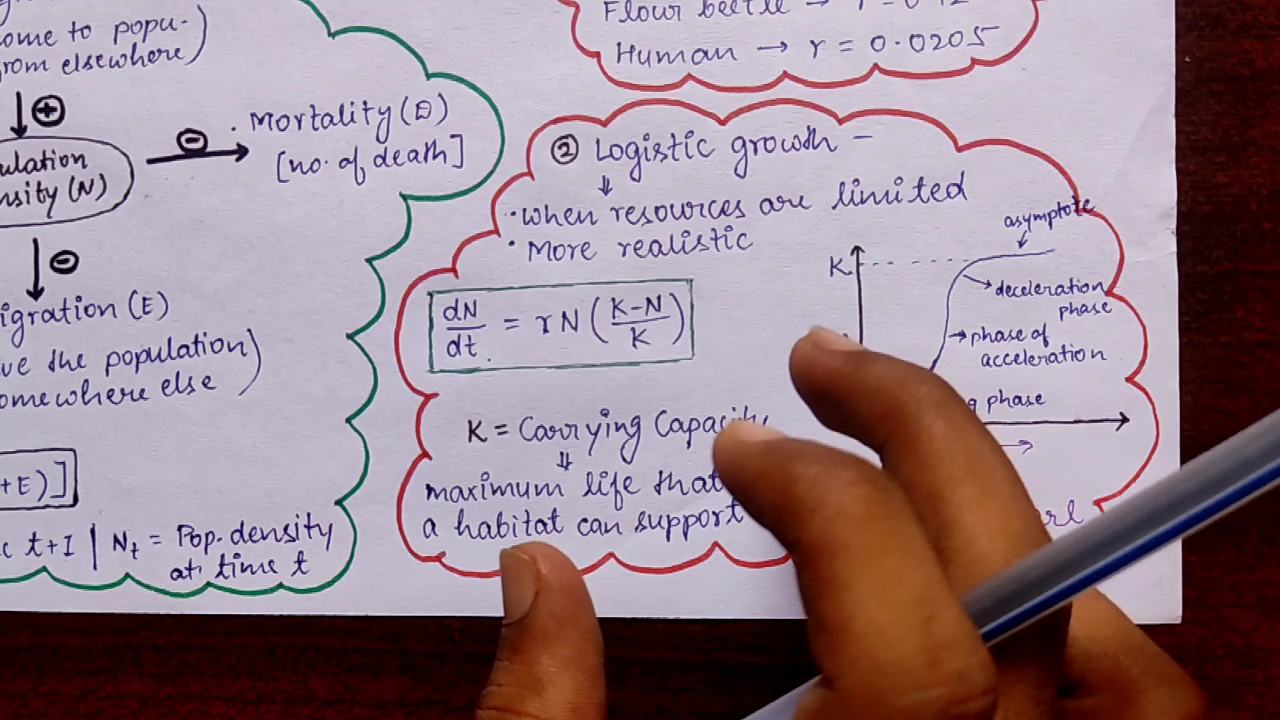 ome to popu-
rom elsewhere)
⊕
ulation
nsity (N)
⊖
Mortality (D)
[no. of death]
⊖
igration (E)
ve the population
omewhere else)
+E)]
t+1 | Nt = Pop. density
at time t
Flour beetle →
Human → r = 0.0205
② Logistic growth -
• when resources are limited
• More realistic
dN/dt = rN (K-N/K)
K = Carrying Capacity
maximum life that
a habitat can support
K
asymptote
deceleration
phase
→ phase of
acceleration
phase